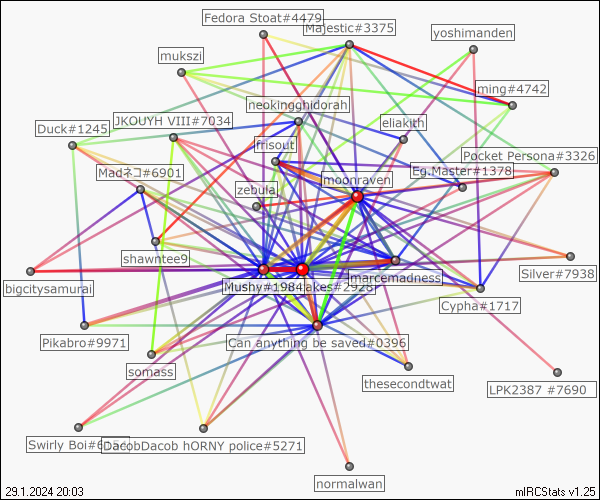 Fedora Stoat#4479
Majestic#3375
yoshimanden
mukszi
ming#4742
neokingghidorah
JKOUYH VIII#7034
eliakith
Duck#1245
frisout
Pocket Persona#3326
Madネコ#6901
moonraven
Eg.Master#1378
zebula
shawntee9
bigcitysamurai
Mushy#1984
akes#2928
marcemadness
Silver#7938
Cypha#1717
Pikabro#9971
Can anything be saved#0396
somass
thesecondtwat
LPK2387 #7690
Swirly Boi#6
DacobDacob hORNY police#5271
normalwan
29.1.2024 20:03
mIRCStats v1.25